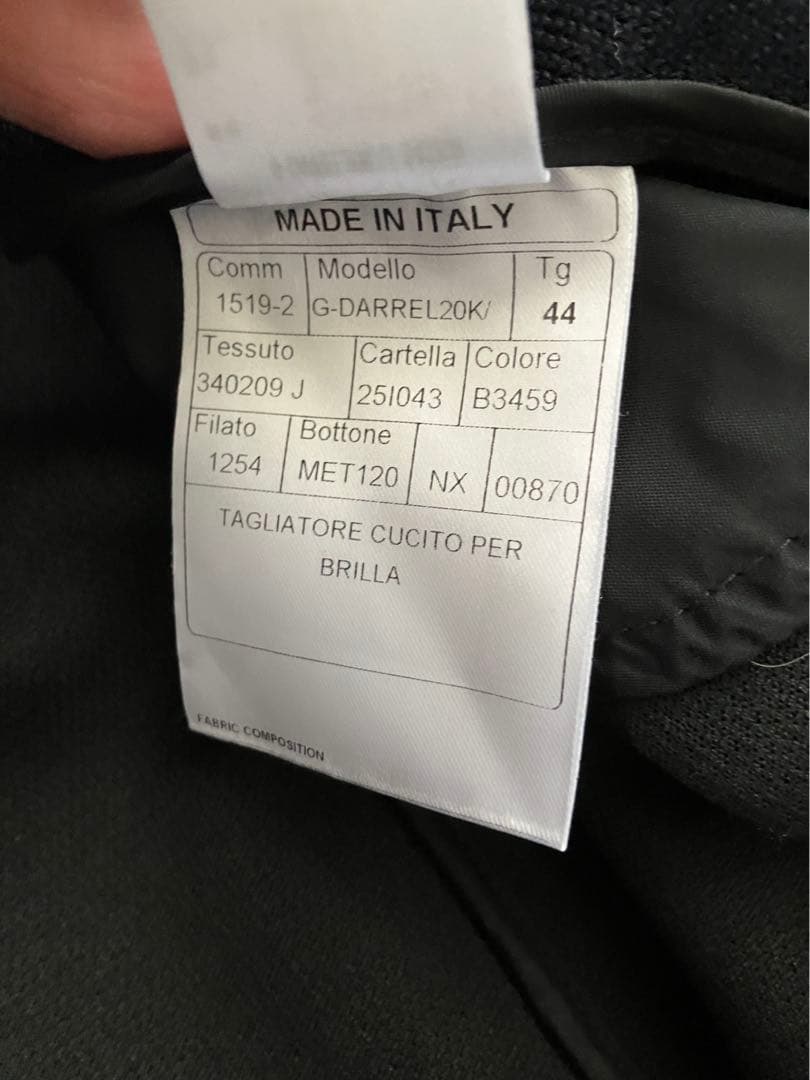 MADE IN ITALY
Comm Modello Tg
1519-2 G-DARREL20K/ 44
Tessuto Cartella Colore
340209 J 25I043 B3459
Filato Bottone
1254 MET120 NX 00870
TAGLIATORE CUCITO PER
BRILLA
FABRIC COMPOSITION